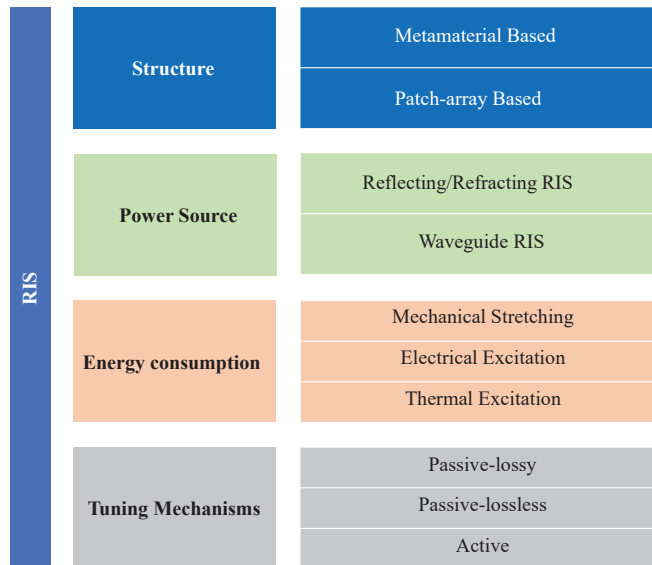 RIS
Structure
Metamaterial Based
Patch-array Based
Power Source
Reflecting/Refracting RIS
Waveguide RIS
Energy consumption
Mechanical Stretching
Electrical Excitation
Thermal Excitation
Tuning Mechanisms
Passive-lossy
Passive-lossless
Active